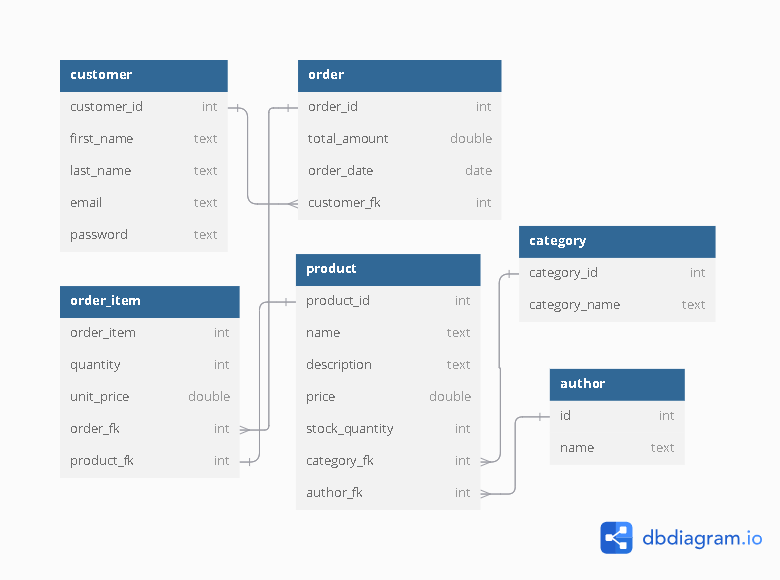 customer
customer_id int
first_name text
last_name text
email text
password text
order
order_id int
total_amount double
order_date date
customer_fk int
order_item
order_item int
quantity int
unit_price double
order_fk int
product_fk int
product
product_id int
name text
description text
price double
stock_quantity int
category_fk int
author_fk int
category
category_id int
category_name text
author
id int
name text
dbdiagram.io